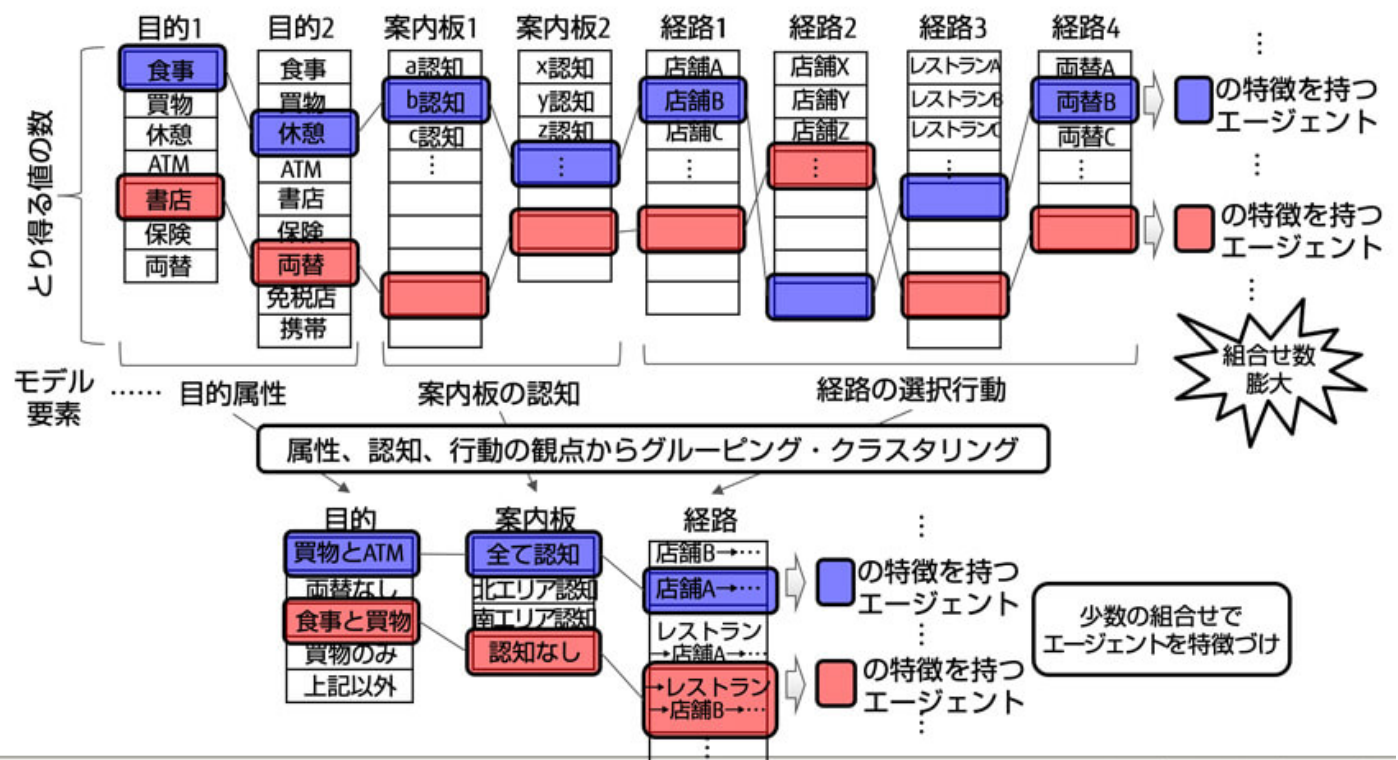 目的1
目的2
案内板1
案内板2
経路1
経路2
経路3
経路4
とり得る値の数
食事
買物
休憩
ATM
書店
保険
両替
食事
買物
休憩
ATM
書店
保険
両替
免税店
携帯
a認知
b認知
c認知
⋮
x認知
y認知
z認知
⋮
店舗A
店舗B
店舗C
⋮
店舗X
店舗Y
店舗Z
⋮
レストランA
レストランB
レストランC
⋮
両替A
両替B
両替C
⋮
⋮
の特徴を持つ
エージェント
⋮
の特徴を持つ
エージェント
⋮
組合せ数
膨大
モデル
要素
……
目的属性
案内板の認知
経路の選択行動
属性、認知、行動の観点からグルーピング・クラスタリング
目的
案内板
経路
買物とATM
両替なし
食事と買物
買物のみ
上記以外
全て認知
北エリア認知
南エリア認知
認知なし
店舗B→…
店舗A→…
レストラン
→店舗A→…
→レストラン
→店舗B→…
⋮
⋮
の特徴を持つ
エージェント
⋮
の特徴を持つ
エージェント
⋮
少数の組合せで
エージェントを特徴づけ